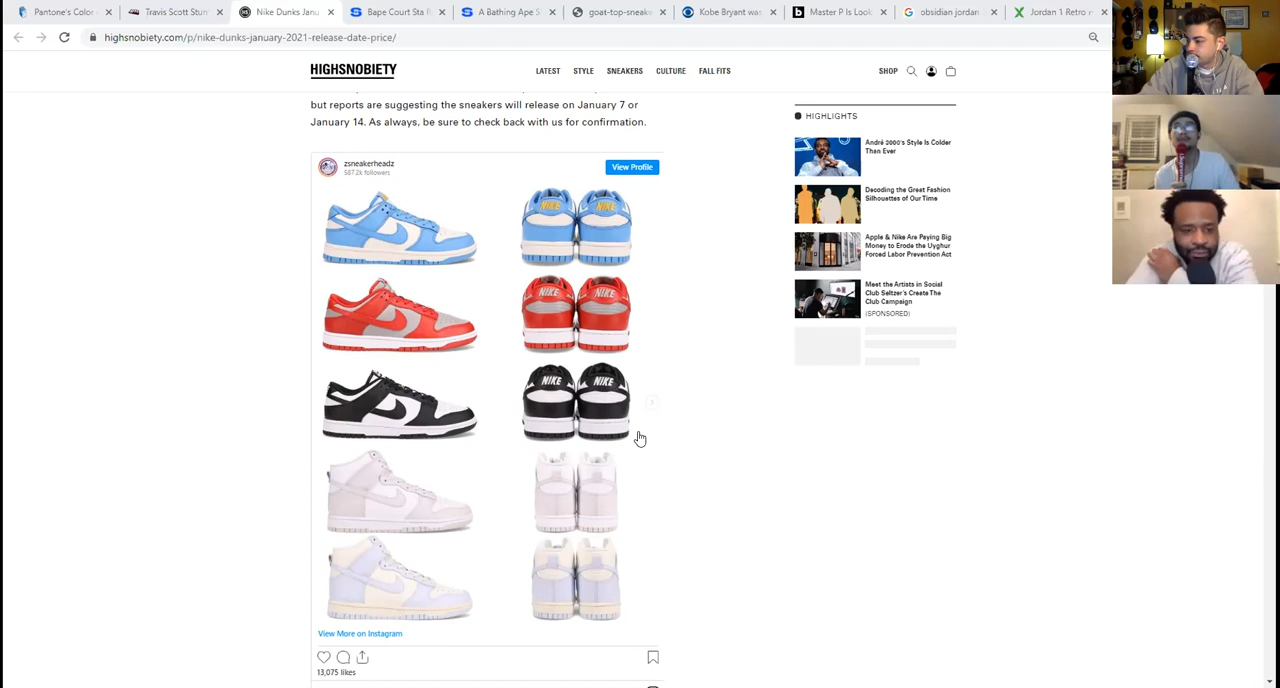 Pantone's Color
Travis Scott Stun
Nike Dunks Janu
Bape Court Sta R
A Bathing Ape S
goat-top-sneake
Kobe Bryant was
Master P Is Look
obsidian jordan
Jordan 1 Retro
highsnobiety.com/p/nike-dunks-january-2021-release-date-price/
HIGHSNOBIETY
LATEST STYLE SNEAKERS CULTURE FALL FITS
SHOP
but reports are suggesting the sneakers will release on January 7 or
January 14. As always, be sure to check back with us for confirmation.
zsneakerheadz
587.2k followers
View Profile
NIKE NIKE
NIKE NIKE
NIKE NIKE
View More on Instagram
13,075 likes
HIGHLIGHTS
André 3000's Style Is Colder
Than Ever
Decoding the Great Fashion
Silhouettes of Our Time
Apple & Nike Are Paying Big
Money to Erode the Uyghur
Forced Labor Prevention Act
Meet the Artists in Social
Club Seltzer's Create The
Club Campaign
(SPONSORED)